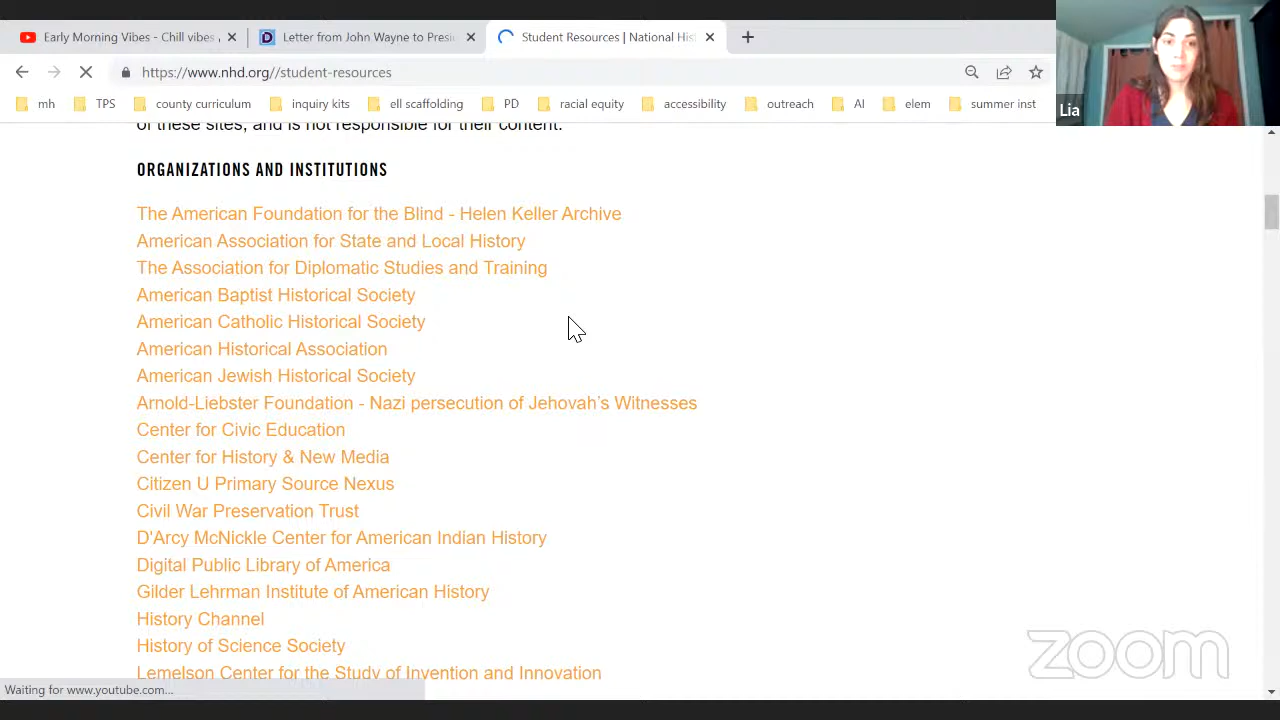 Early Morning Vibes - Chill vibes
Letter from John Wayne to Presi
Student Resources | National His
https://www.nhd.org//student-resources
mh
TPS
county curriculum
inquiry kits
ell scaffolding
PD
racial equity
accessibility
outreach
AI
elem
summer inst
Lia
of these sites, and is not responsible for their content.
ORGANIZATIONS AND INSTITUTIONS
The American Foundation for the Blind - Helen Keller Archive
American Association for State and Local History
The Association for Diplomatic Studies and Training
American Baptist Historical Society
American Catholic Historical Society
American Historical Association
American Jewish Historical Society
Arnold-Liebster Foundation - Nazi persecution of Jehovah's Witnesses
Center for Civic Education
Center for History & New Media
Citizen U Primary Source Nexus
Civil War Preservation Trust
D'Arcy McNickle Center for American Indian History
Digital Public Library of America
Gilder Lehrman Institute of American History
History Channel
History of Science Society
Lemelson Center for the Study of Invention and Innovation
zoom
Waiting for www.youtube.com...